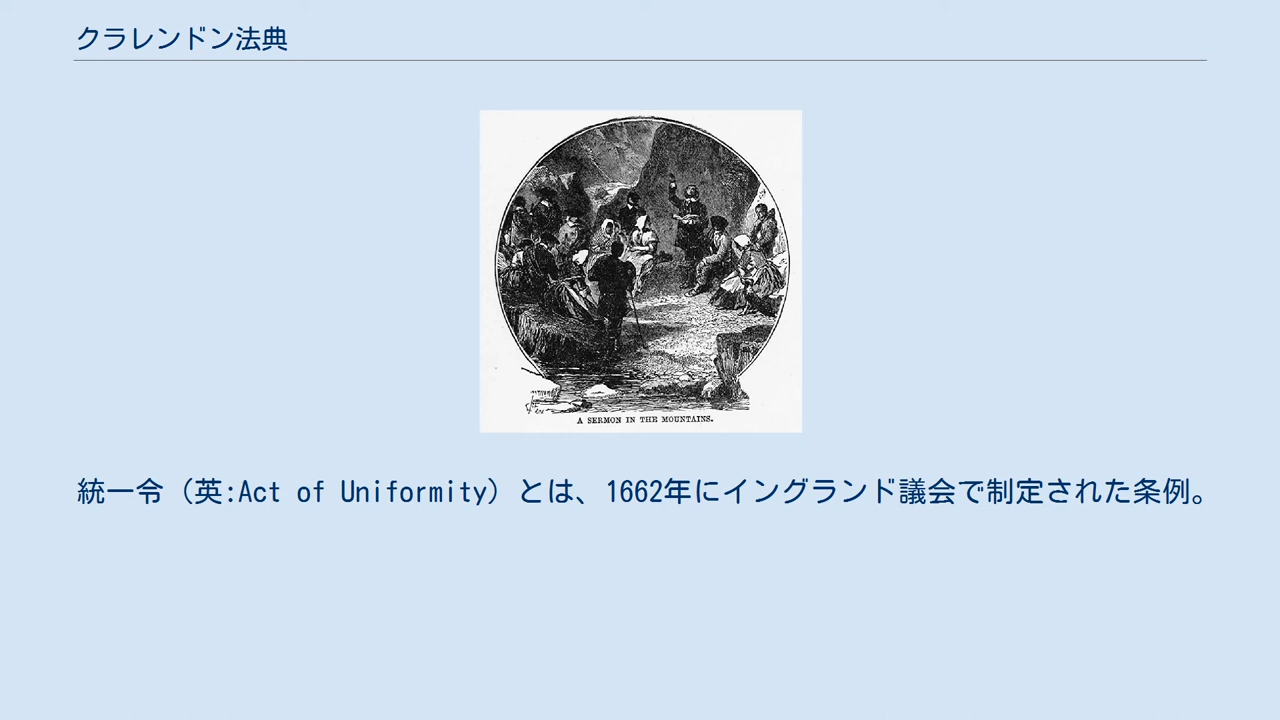 クラレンドン法典
A SERMON IN THE MOUNTAINS.
統一令（英:Act of Uniformity）とは、1662年にイングランド議会で制定された条例。